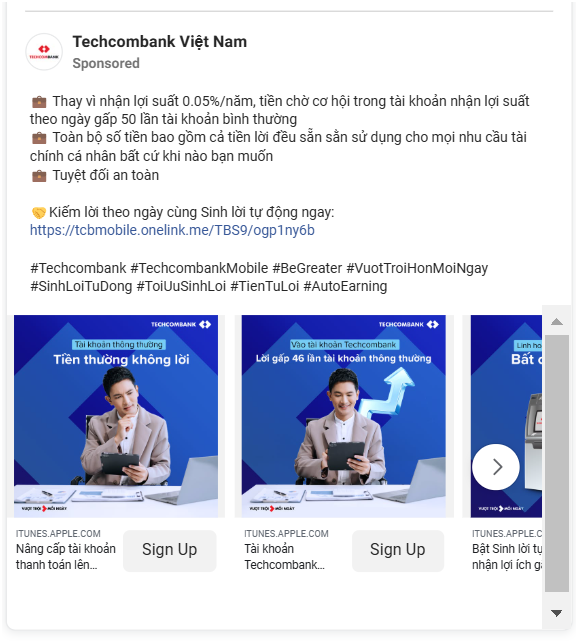 Techcombank Việt Nam
Sponsored
TECHCOMBANK
💼 Thay vì nhận lợi suất 0.05%/năm, tiền chờ cơ hội trong tài khoản nhận lợi suất
theo ngày gấp 50 lần tài khoản bình thường
💼 Toàn bộ số tiền bao gồm cả tiền lời đều sẵn sằn sử dụng cho mọi nhu cầu tài
chính cá nhân bất cứ khi nào bạn muốn
💼 Tuyệt đối an toàn
🤝 Kiếm lời theo ngày cùng Sinh lời tự động ngay:
https://tcbmobile.onelink.me/TBS9/ogp1ny6b
#Techcombank #TechcombankMobile #BeGreater #VuotTroiHonMoiNgay
#SinhLoiTuDong #ToiUuSinhLoi #TienTuLoi #AutoEarning
TECHCOMBANK
Tài khoản thông thường
Tiền thường không lời
VƯỢT TRỘI MỖI NGÀY
ITUNES.APPLE.COM
Nâng cấp tài khoản
thanh toán lên...
Sign Up
TECHCOMBANK
Vào tài khoản Techcombank
Lời gấp 46 lần tài khoản thông thường
VƯỢT TRỘI MỖI NGÀY
ITUNES.APPLE.COM
Tài khoản
Techcombank...
Sign Up
Linh ho
Bất c
VƯỢT TRỘI MỖI NGÀY
ITUNES.APPLE.C
Bật Sinh lời tự
nhận lợi ích gấ